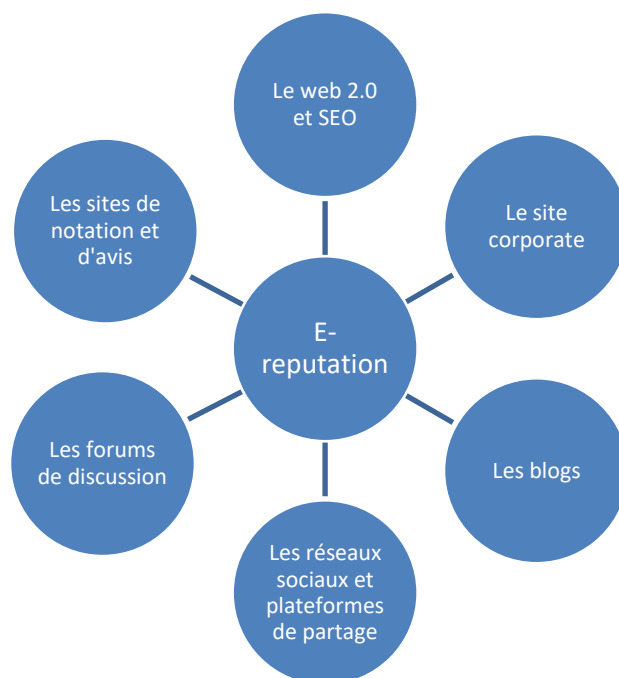 Le web 2.0
et SEO
Le site
corporate
Les blogs
Les réseaux
sociaux et
plateformes
de partage
Les forums
de discussion
Les sites de
notation et
d'avis
E-
reputation